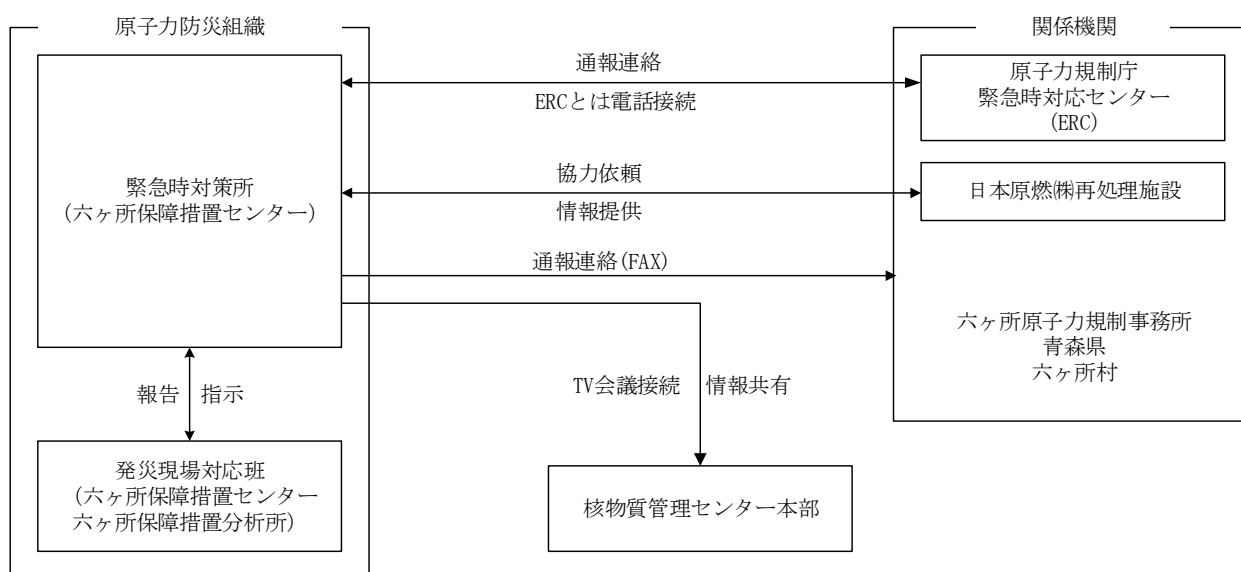 原子力防災組織
緊急時対策所
(六ヶ所保障措置センター)
報告 指示
発災現場対応班
(六ヶ所保障措置センター
六ヶ所保障措置分析所)
通報連絡
ERCとは電話接続
協力依頼
情報提供
通報連絡(FAX)
TV会議接続 情報共有
核物質管理センター本部
関係機関
原子力規制庁
緊急時対応センター
(ERC)
日本原燃㈱再処理施設
六ヶ所原子力規制事務所
青森県
六ヶ所村